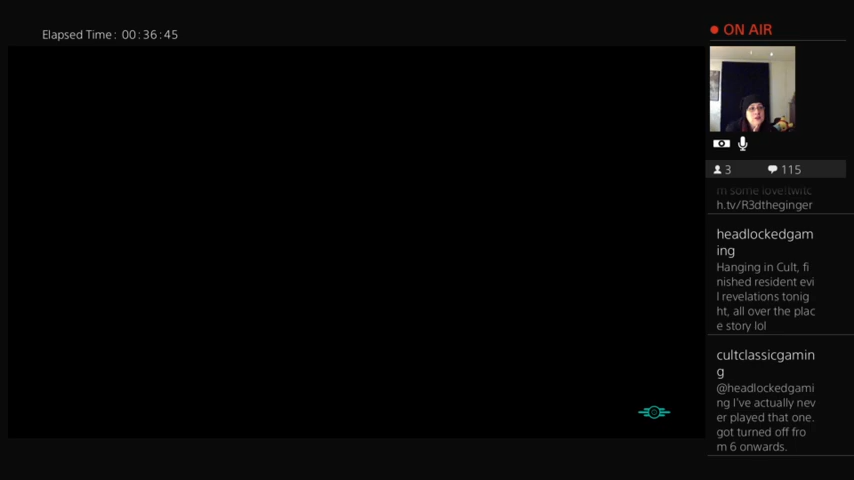 Elapsed Time: 00:36:45
ON AIR
3
115
m some love!twitc
h.tv/R3dtheginger
headlockedgam
ing
Hanging in Cult, fi
nished resident evi
l revelations tonig
ht, all over the plac
e story lol
cultclassicgamin
g
@headlockedgami
ng I've actually nev
er played that one.
got turned off fro
m 6 onwards.